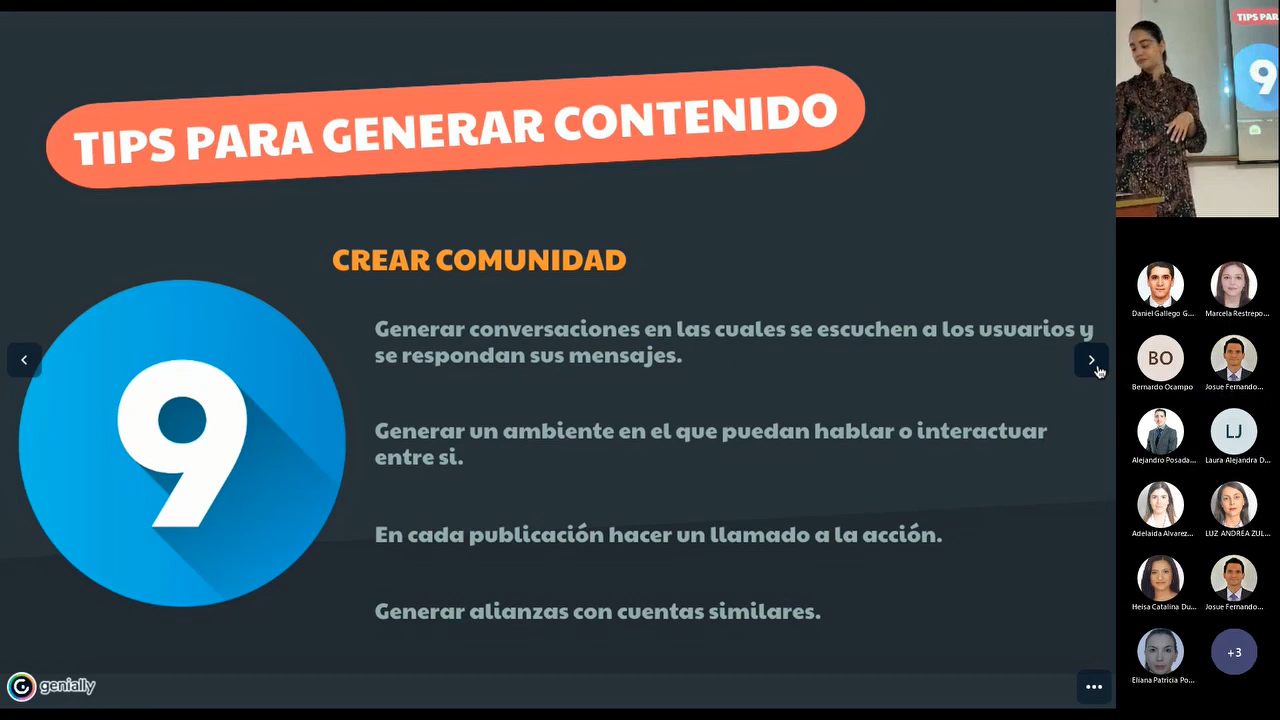 TIPS PARA GENERAR CONTENIDO
CREAR COMUNIDAD
9
Generar conversaciones en las cuales se escuchen a los usuarios y
se respondan sus mensajes.
Generar un ambiente en el que puedan hablar o interactuar
entre si.
En cada publicación hacer un llamado a la acción.
Generar alianzas con cuentas similares.
genially
TIPS PAR
9
Daniel Gallego G...
Marcela Restrepo...
BO
Bernardo Ocampo
Josue Fernando...
Alejandro Posada...
LJ
Laura Alejandra D...
Adelaida Alvarez...
LUZ ANDREA ZUL...
Heisa Catalina Du...
Josue Fernando...
Eliana Patricia Po...
+3